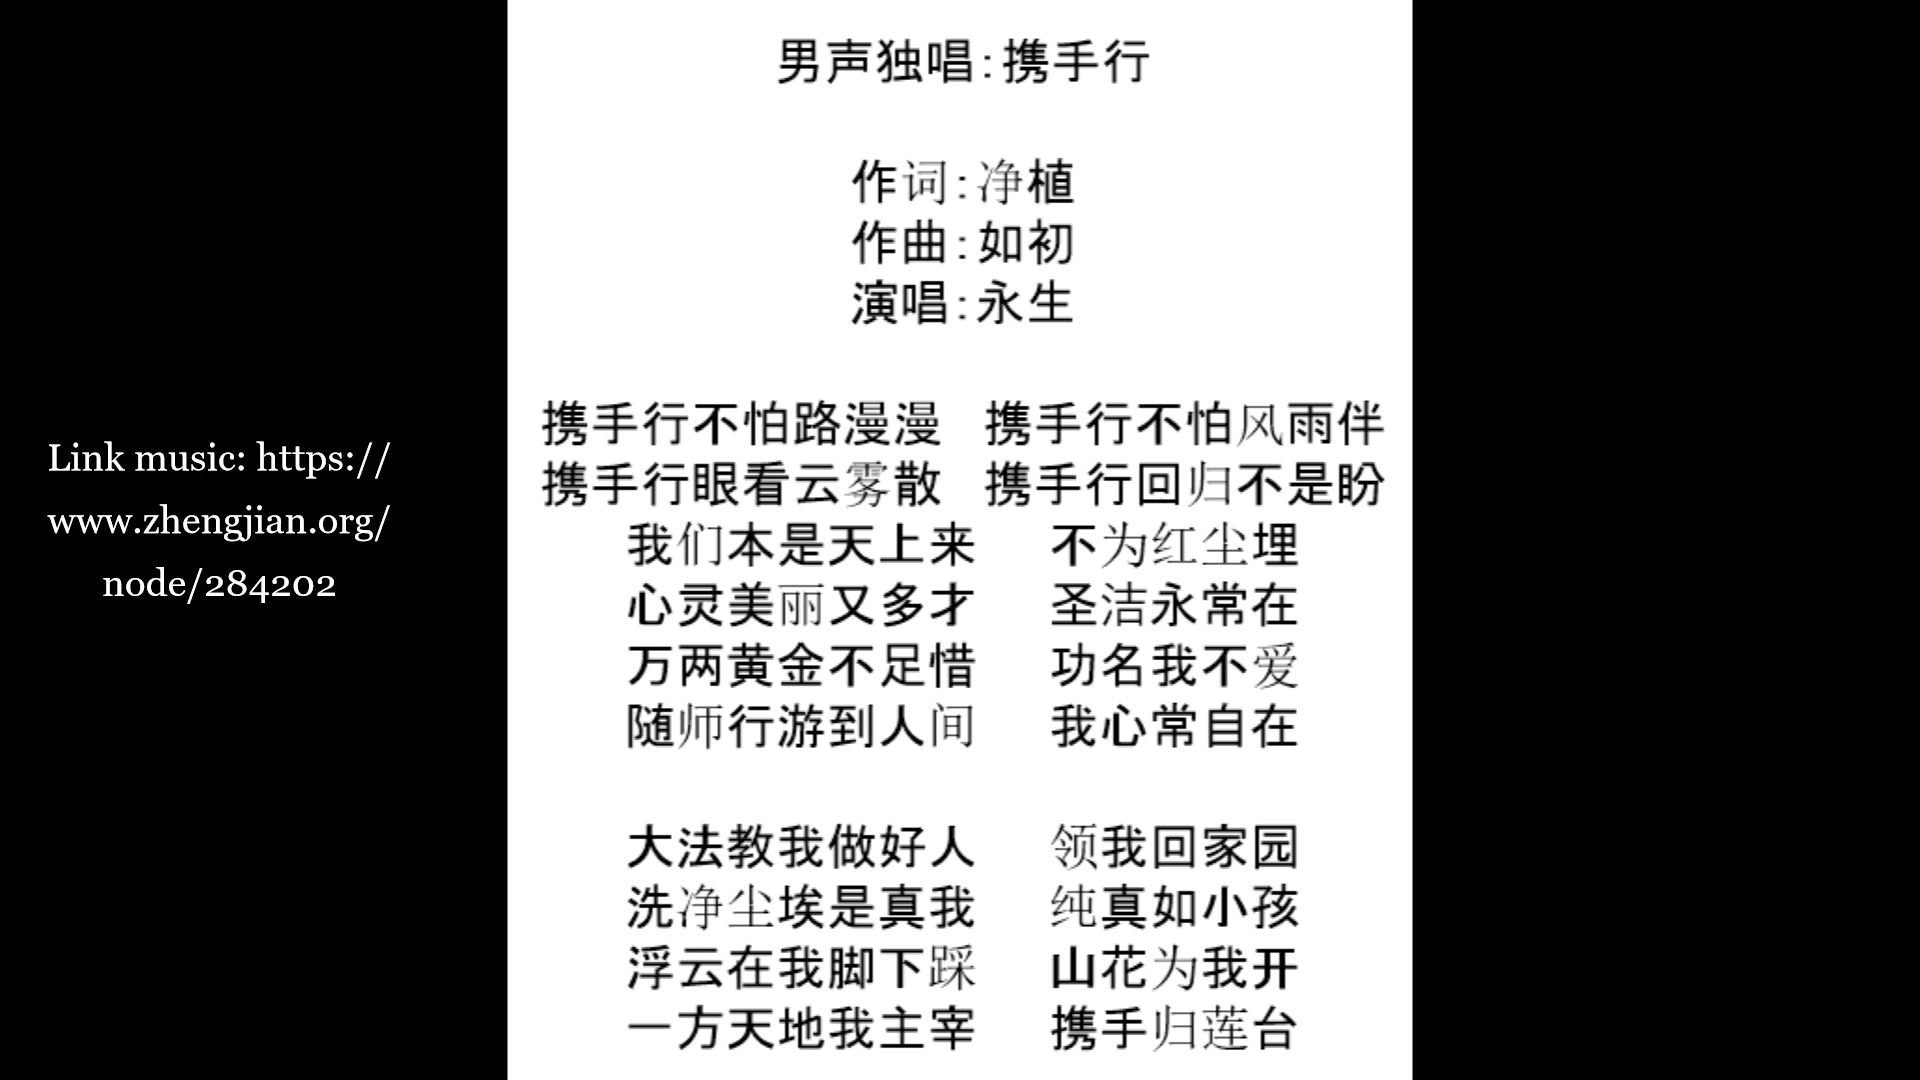 男声独唱:携手行
作词:净植
作曲:如初
演唱:永生
携手行不怕路漫漫 携手行不怕风雨伴
携手行眼看云雾散 携手行回归不是盼
我们本是天上来 不为红尘埋
心灵美丽又多才 圣洁永常在
万两黄金不足惜 功名我不爱
随师行游到人间 我心常自在
大法教我做好人 领我回家园
洗净尘埃是真我 纯真如小孩
浮云在我脚下踩 山花为我开
一方天地我主宰 携手归莲台
Link music: https://
www.zhengjian.org/
node/284202